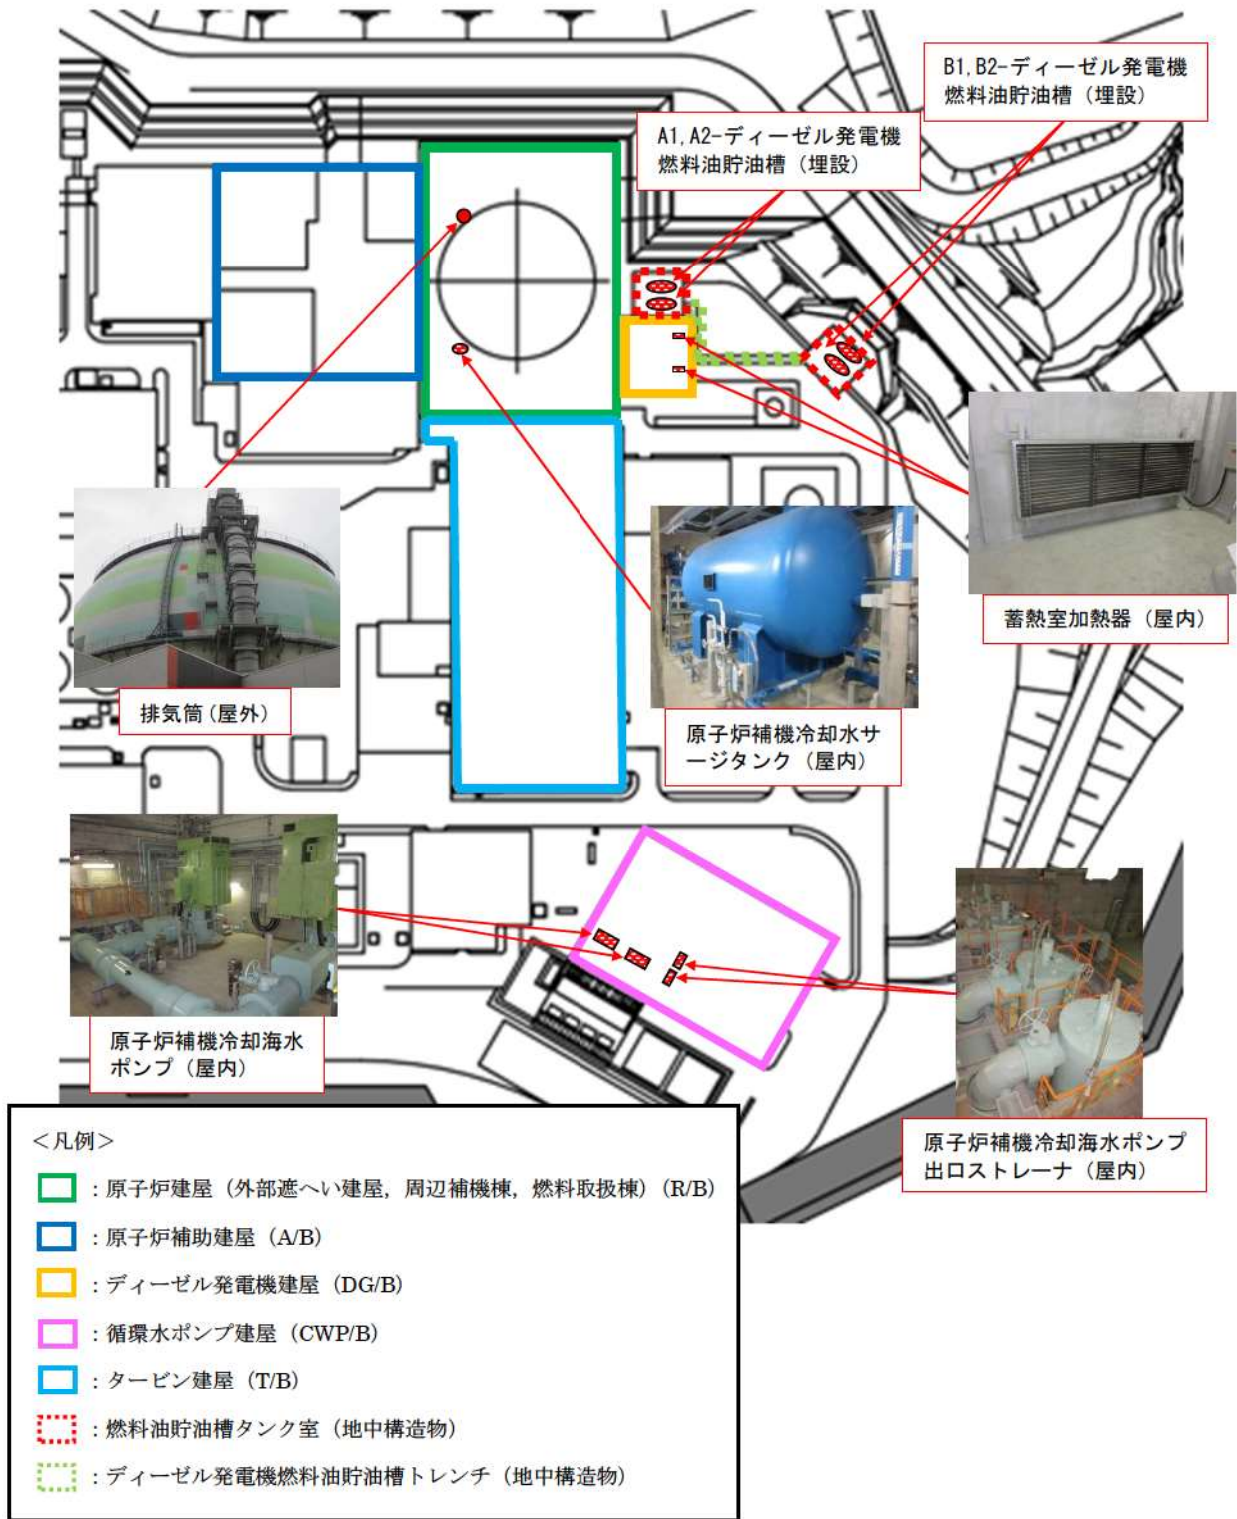 B1,B2-ディーゼル発電機
燃料油貯油槽（埋設）
A1,A2-ディーゼル発電機
燃料油貯油槽（埋設）
蓄熱室加熱器（屋内）
排気筒(屋外)
原子炉補機冷却水サ
ージタンク（屋内）
原子炉補機冷却海水
ポンプ（屋内）
原子炉補機冷却海水ポンプ
出口ストレーナ（屋内）
＜凡例＞
：原子炉建屋（外部遮へい建屋，周辺補機棟，燃料取扱棟）（R/B）
：原子炉補助建屋（A/B）
：ディーゼル発電機建屋（DG/B）
：循環水ポンプ建屋（CWP/B）
：タービン建屋（T/B）
：燃料油貯油槽タンク室（地中構造物）
：ディーゼル発電機燃料油貯油槽トレンチ（地中構造物）